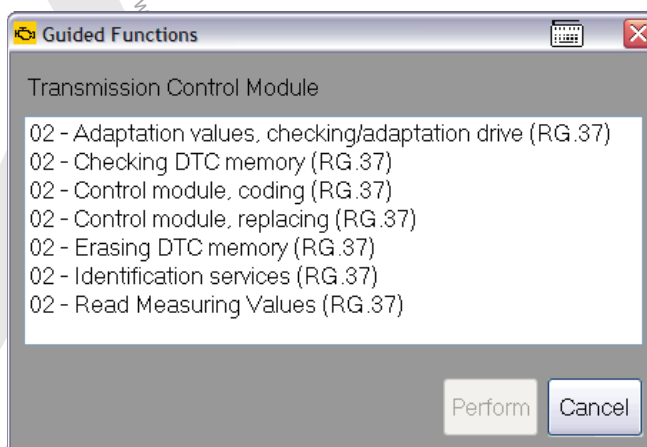 Guided Functions
Transmission Control Module
02 - Adaptation values, checking/adaptation drive (RG.37)
02 - Checking DTC memory (RG.37)
02 - Control module, coding (RG.37)
02 - Control module, replacing (RG.37)
02 - Erasing DTC memory (RG.37)
02 - Identification services (RG.37)
02 - Read Measuring Values (RG.37)
Perform
Cancel